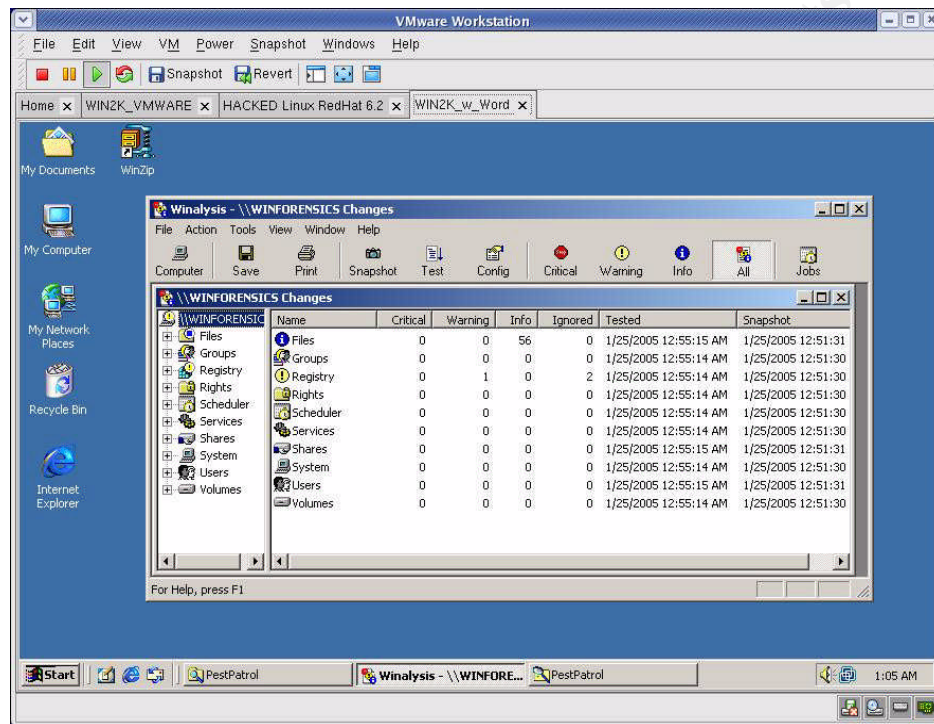 VMware Workstation
File Edit View VM Power Snapshot Windows Help
Snapshot Revert
Home WIN2K_VMWARE HACKED Linux RedHat 6.2 WIN2K_w_Word
My Documents WinZip
My Computer
My Network Places
Recycle Bin
Internet Explorer
Winalysis - \\WINFORENSICS Changes
File Action Tools View Window Help
Computer Save Print Snapshot Test Config Critical Warning Info All Jobs
\\WINFORENSICS Changes
\\WINFORENSIC
Files
Groups
Registry
Rights
Scheduler
Services
Shares
System
Users
Volumes
Name Critical Warning Info Ignored Tested Snapshot
Files 0 0 56 0 1/25/2005 12:55:15 AM 1/25/2005 12:51:31
Groups 0 0 0 0 1/25/2005 12:55:14 AM 1/25/2005 12:51:30
Registry 0 1 0 2 1/25/2005 12:55:14 AM 1/25/2005 12:51:30
Rights 0 0 0 0 1/25/2005 12:55:14 AM 1/25/2005 12:51:30
Scheduler 0 0 0 0 1/25/2005 12:55:14 AM 1/25/2005 12:51:30
Services 0 0 0 0 1/25/2005 12:55:14 AM 1/25/2005 12:51:30
Shares 0 0 0 0 1/25/2005 12:55:15 AM 1/25/2005 12:51:31
System 0 0 0 0 1/25/2005 12:55:14 AM 1/25/2005 12:51:30
Users 0 0 0 0 1/25/2005 12:55:15 AM 1/25/2005 12:51:31
Volumes 0 0 0 0 1/25/2005 12:55:14 AM 1/25/2005 12:51:30
For Help, press F1
Start PestPatrol Winalysis - \\WINFORE... PestPatrol 1:05 AM